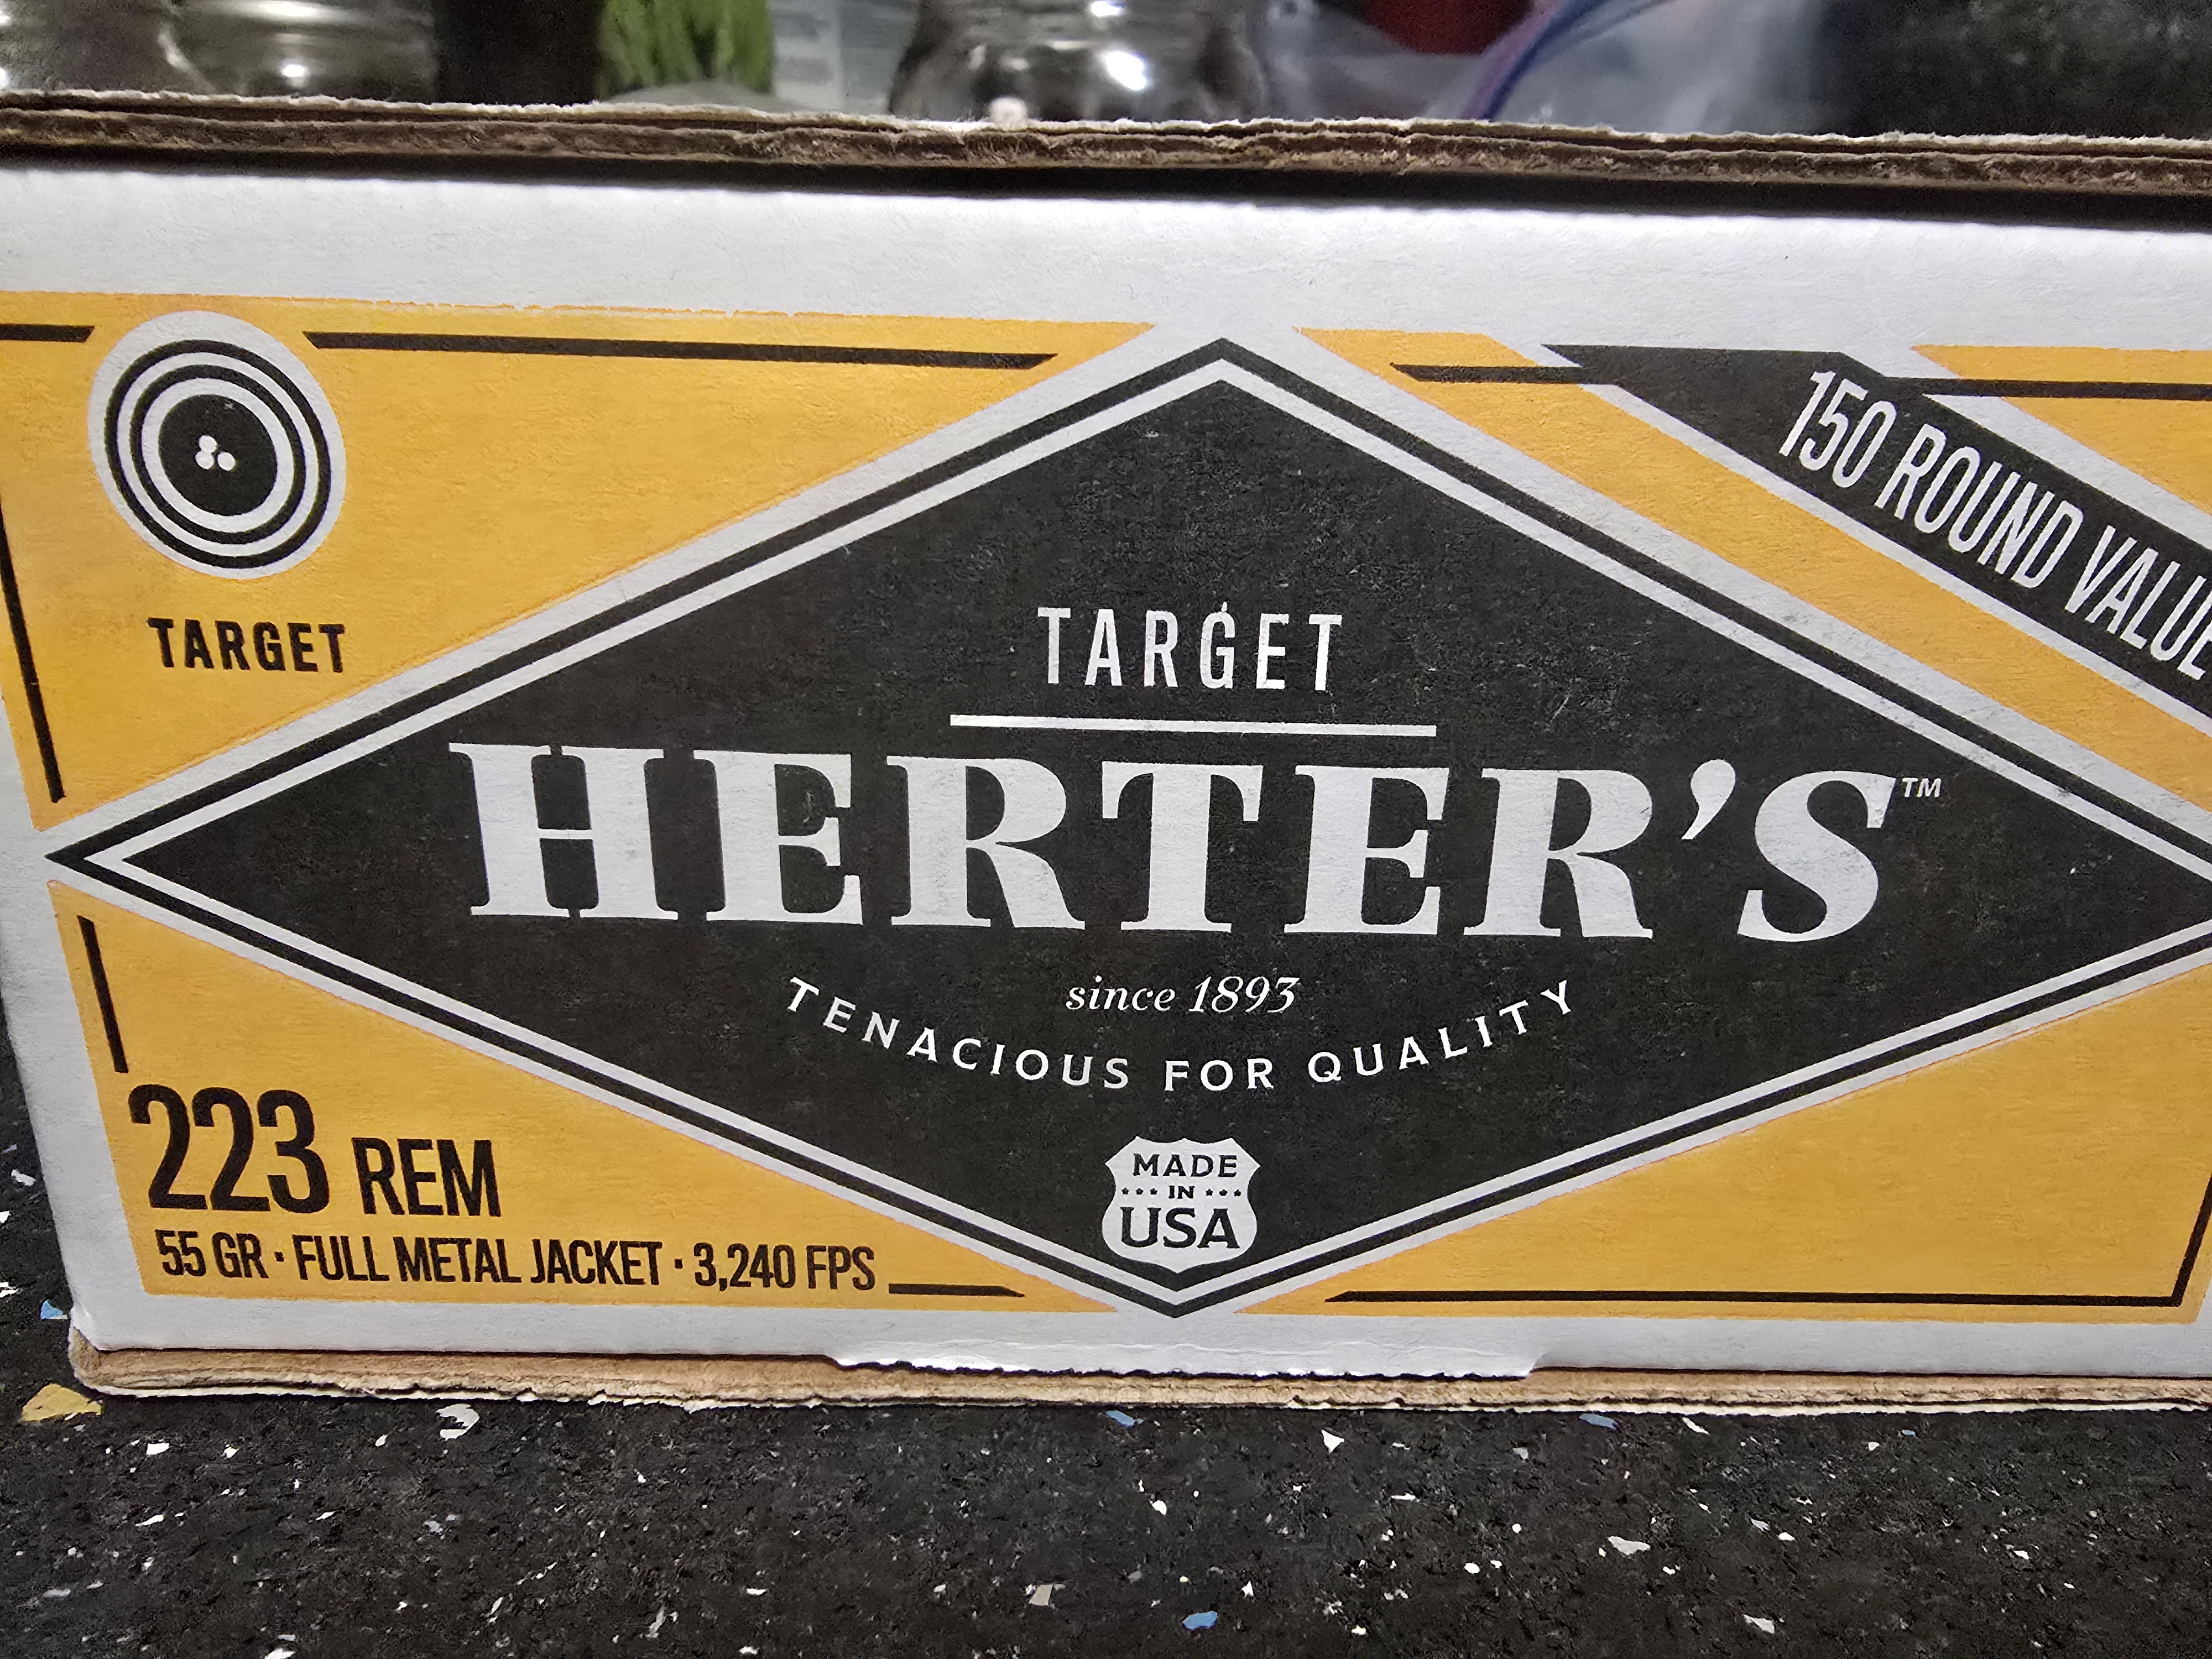 150 ROUND VALUE
TARGET
TARGET
HERTER'S™
since 1893
TENACIOUS FOR QUALITY
MADE
IN
USA
223 REM
55 GR · FULL METAL JACKET · 3,240 FPS